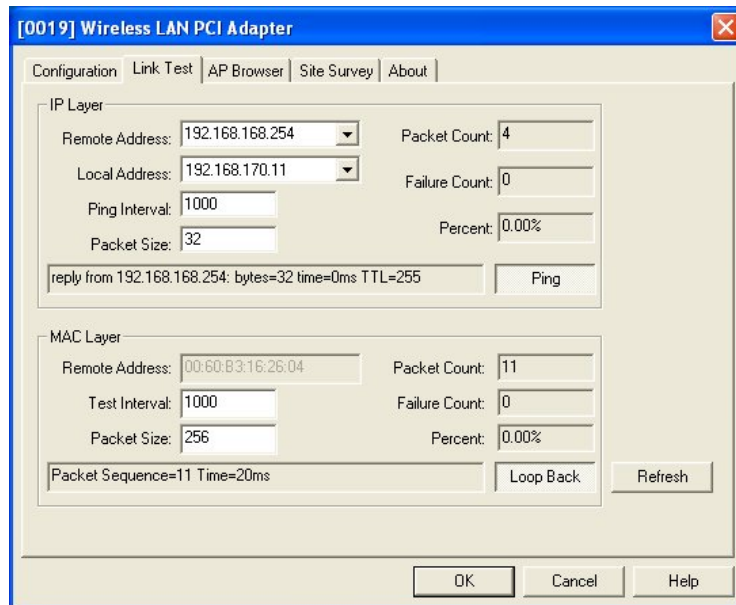 [0019] Wireless LAN PCI Adapter
Configuration Link Test AP Browser Site Survey About
IP Layer
Remote Address: 192.168.168.254 Packet Count: 4
Local Address: 192.168.170.11 Failure Count: 0
Ping Interval: 1000 Percent: 0.00%
Packet Size: 32
reply from 192.168.168.254: bytes=32 time=0ms TTL=255 Ping
MAC Layer
Remote Address: 00:60:B3:16:26:04 Packet Count: 11
Test Interval: 1000 Failure Count: 0
Packet Size: 256 Percent: 0.00%
Packet Sequence=11 Time=20ms Loop Back Refresh
OK Cancel Help